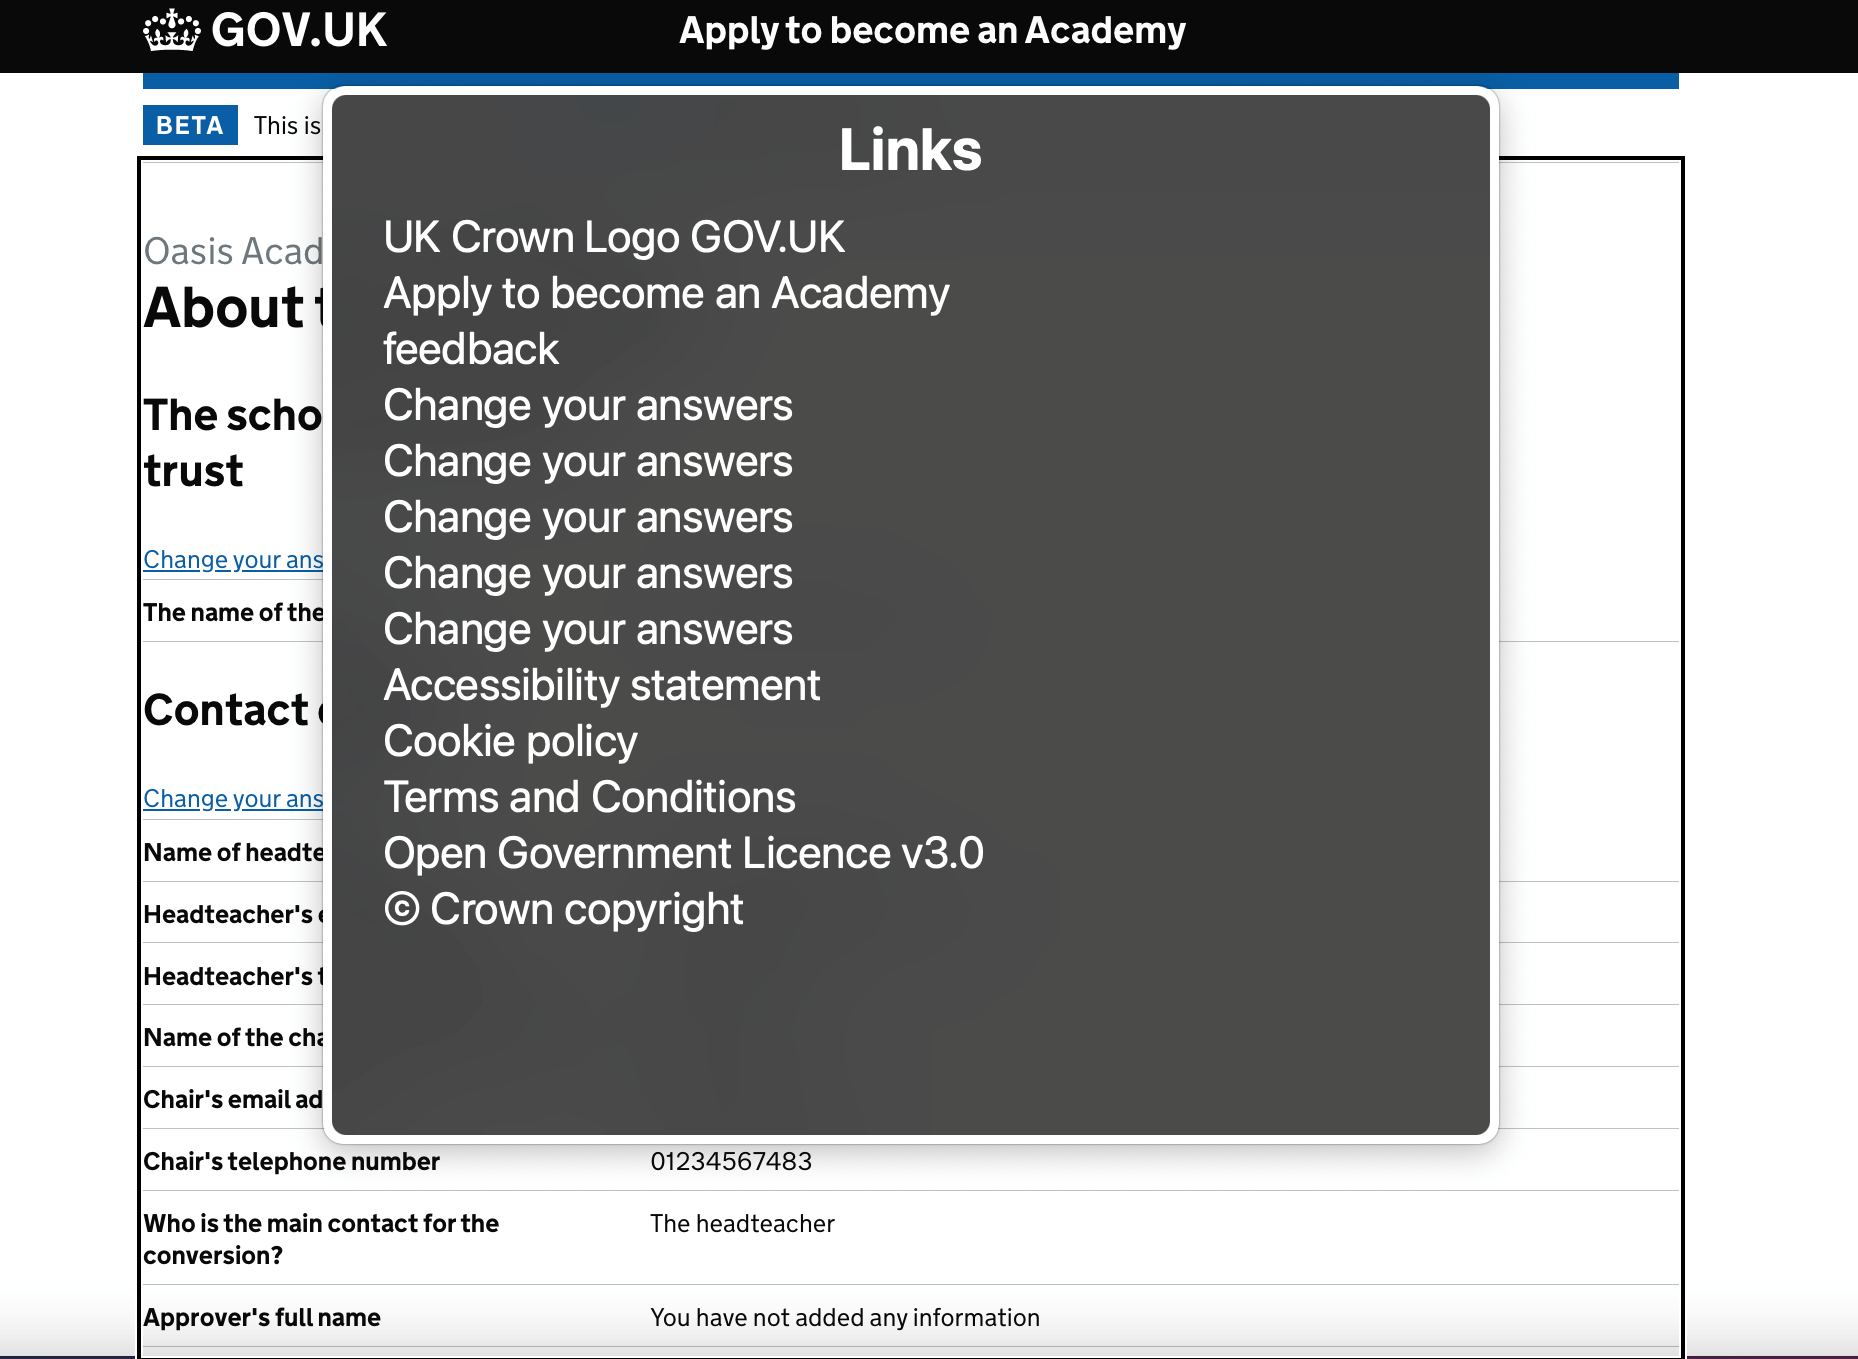 GOV.UK
Apply to become an Academy
BETA This is
Links
UK Crown Logo GOV.UK
Apply to become an Academy
feedback
Change your answers
Change your answers
Change your answers
Change your answers
Change your answers
Accessibility statement
Cookie policy
Terms and Conditions
Open Government Licence v3.0
© Crown copyright
Oasis Acad
About
The scho
trust
Change your ans
The name of the
Contact
Change your ans
Name of headte
Headteacher's
Headteacher's
Name of the cha
Chair's email ad
Chair's telephone number 01234567483
Who is the main contact for the The headteacher
conversion?
Approver's full name You have not added any information